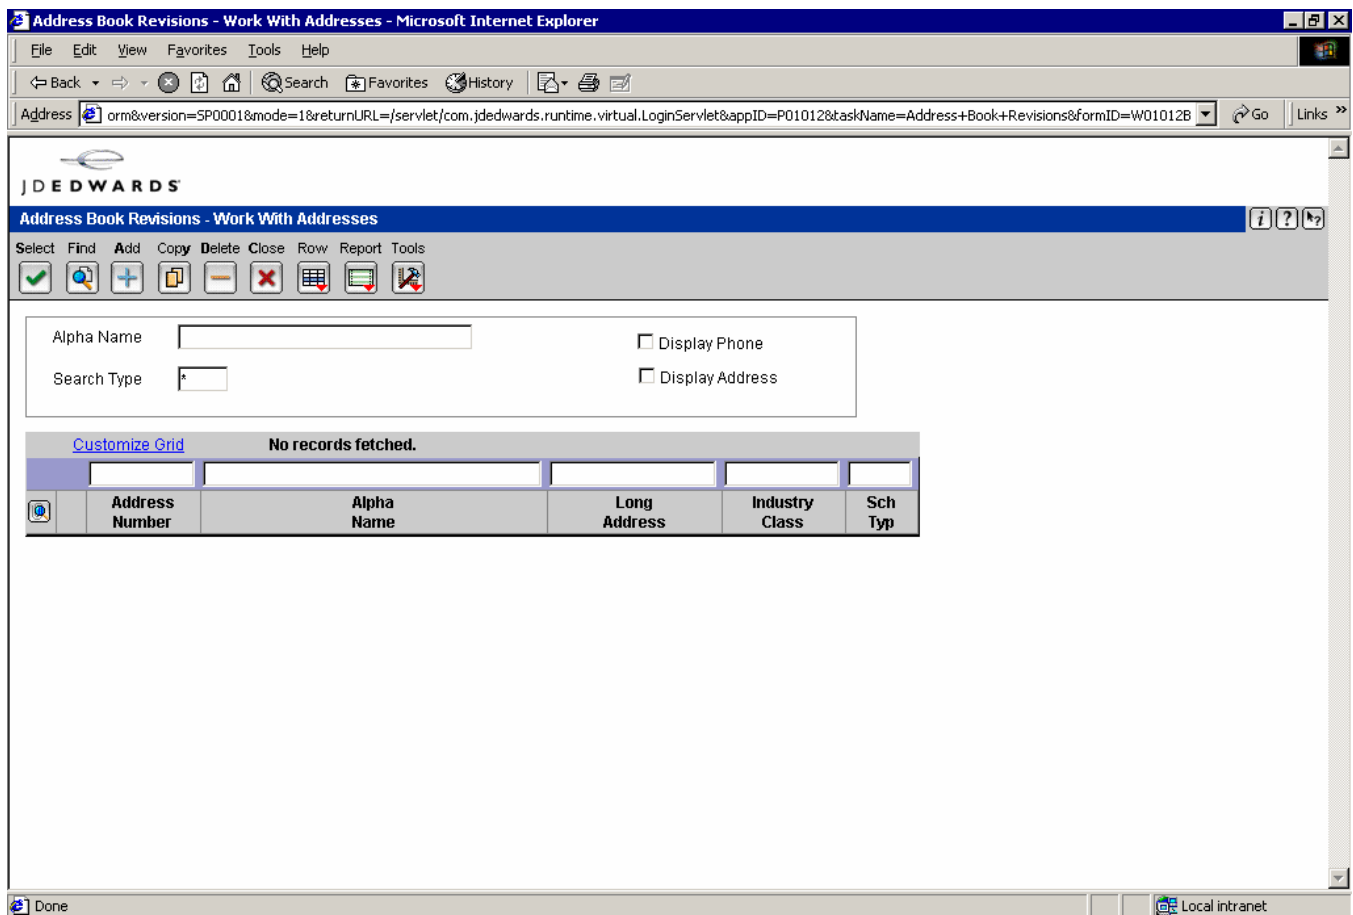 Address Book Revisions - Work With Addresses - Microsoft Internet Explorer
File Edit View Favorites Tools Help
Back Search Favorites History
Address orm&version=SP0001&mode=1&returnURL=/servlet/com.jdedwards.runtime.virtual.LoginServlet&appID=P01012&taskName=Address+Book+Revisions&formID=W01012B Go Links »
JDEDWARDS
Address Book Revisions - Work With Addresses i ? ?
Select Find Add Copy Delete Close Row Report Tools
Alpha Name Display Phone
Search Type * Display Address
Customize Grid No records fetched.
Address Number Alpha Name Long Address Industry Class Sch Typ
Done Local intranet